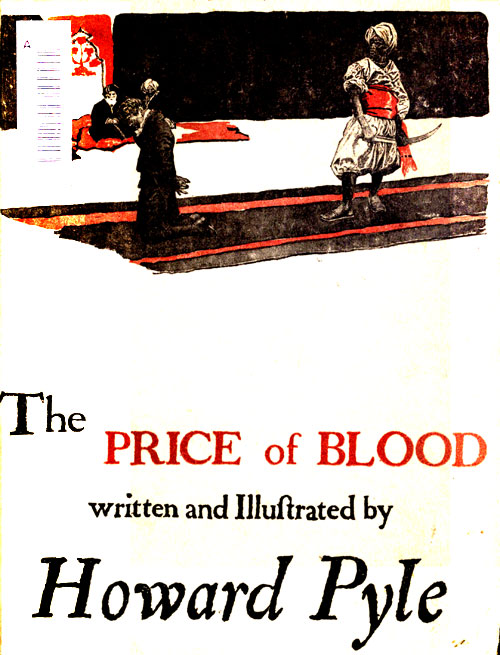 A
The
PRICE of BLOOD
written and Illuſtrated by
Howard Pyle